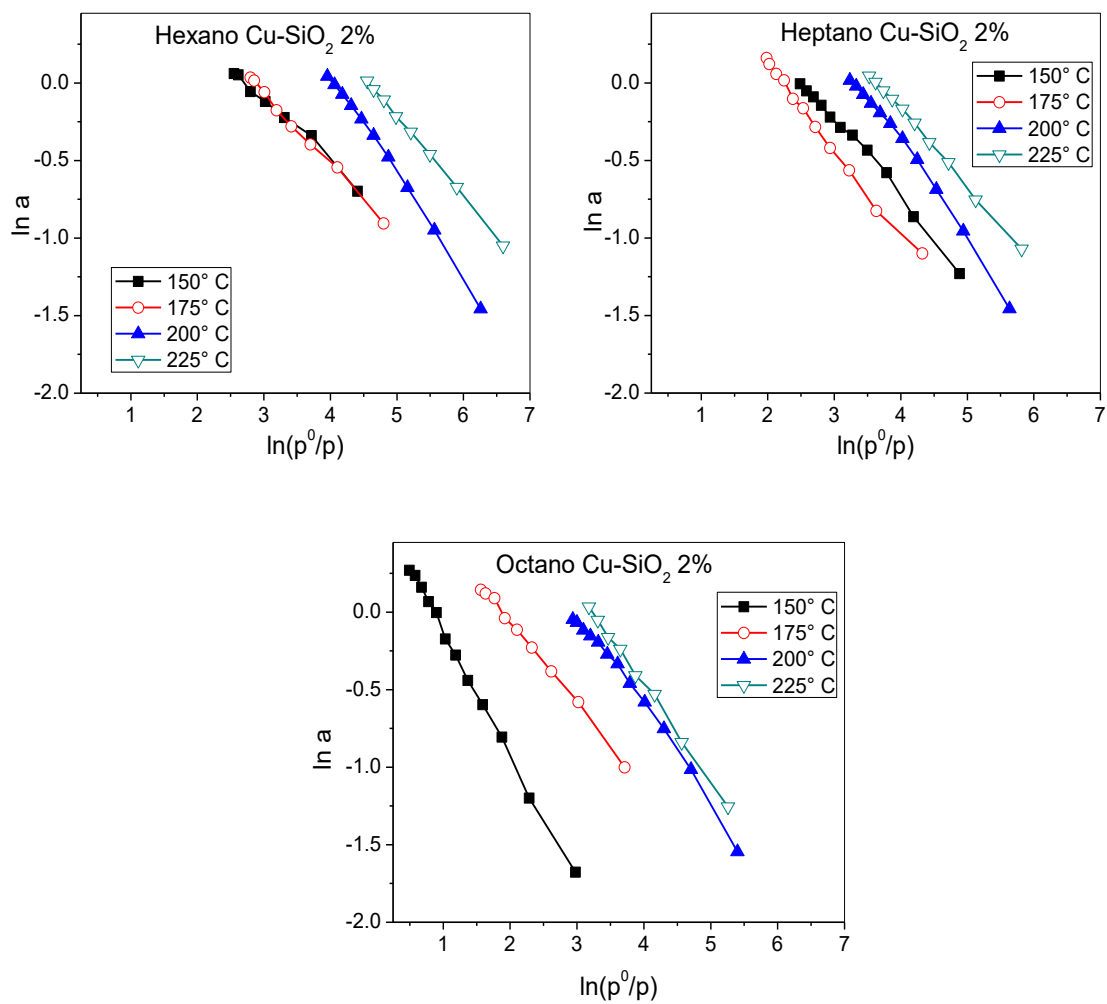 Hexano Cu-SiO₂ 2%
0.0
-0.5
-1.0
-1.5
-2.0
ln a
150° C
175° C
200° C
225° C
1 2 3 4 5 6 7
ln(p⁰/p)
Heptano Cu-SiO₂ 2%
0.0
-0.5
-1.0
-1.5
-2.0
ln a
150° C
175° C
200° C
225° C
1 2 3 4 5 6 7
ln(p⁰/p)
Octano Cu-SiO₂ 2%
0.0
-0.5
-1.0
-1.5
-2.0
ln a
150° C
175° C
200° C
225° C
1 2 3 4 5 6 7
ln(p⁰/p)